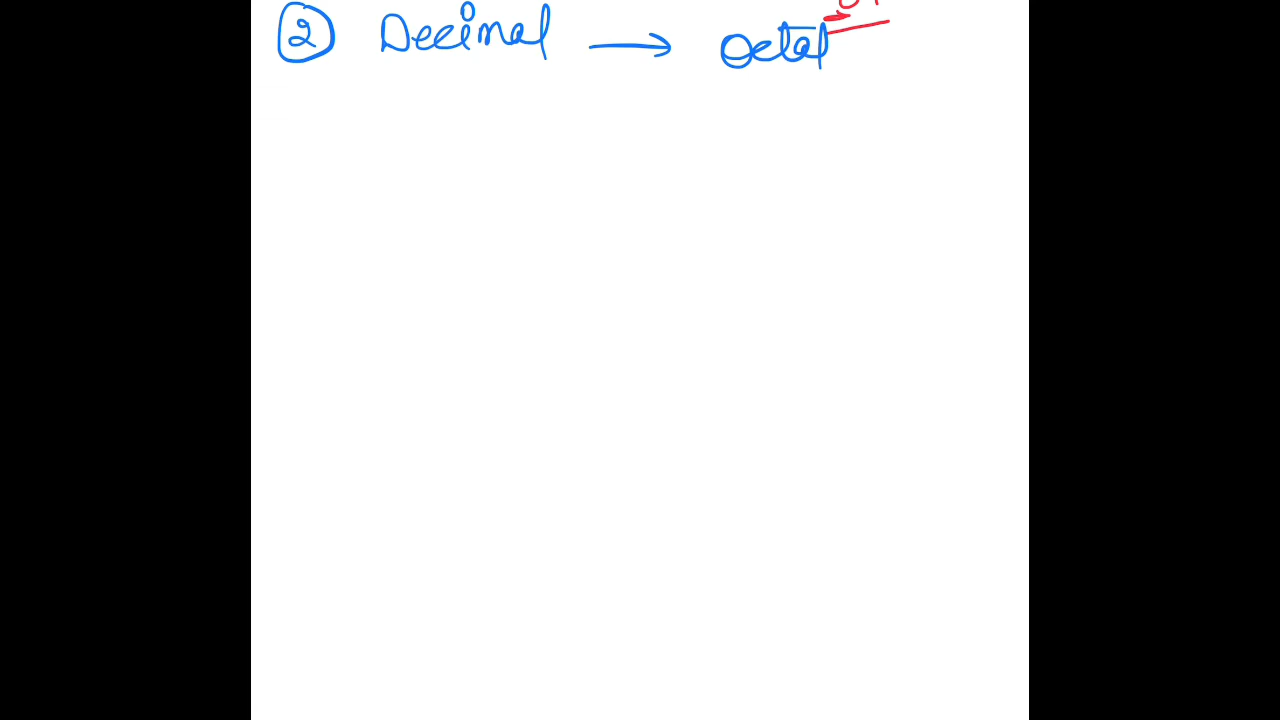 ② Decimal → Octal